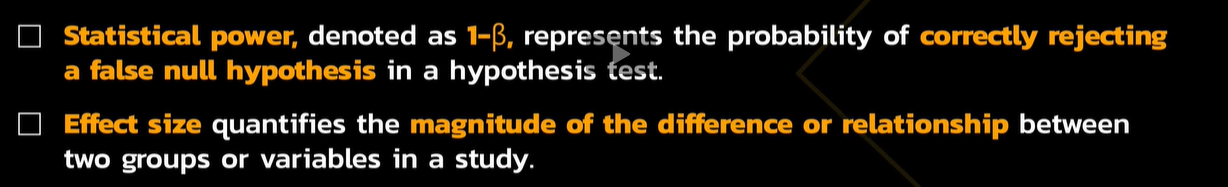 Statistical power, denoted as 1-β, represents the probability of correctly rejecting
a false null hypothesis in a hypothesis test.
Effect size quantifies the magnitude of the difference or relationship between
two groups or variables in a study.